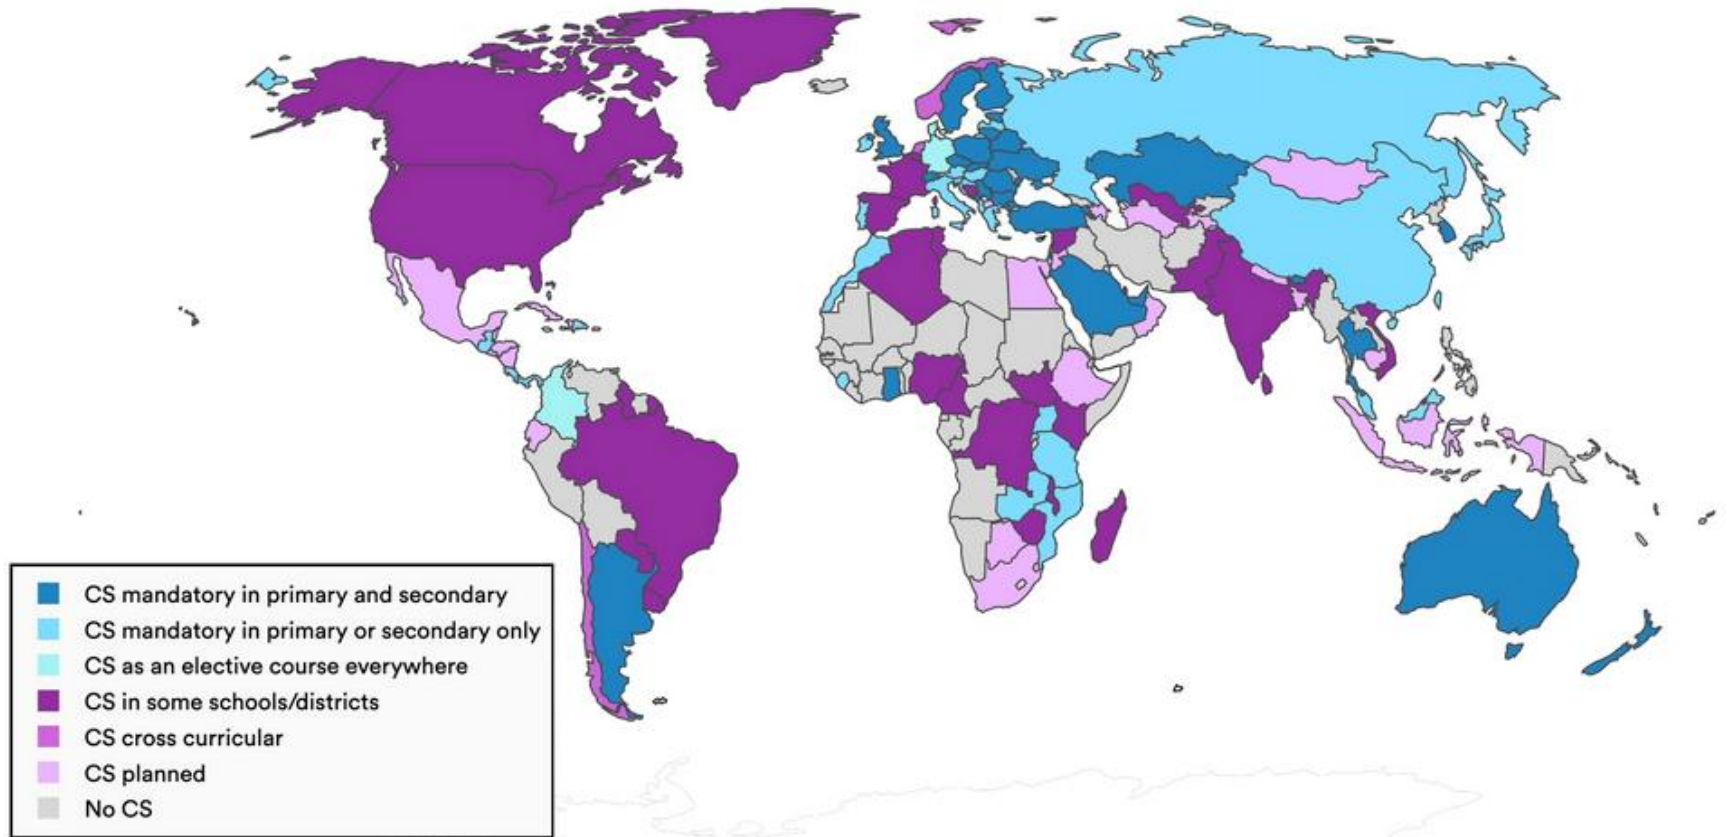 CS mandatory in primary and secondary
CS mandatory in primary or secondary only
CS as an elective course everywhere
CS in some schools/districts
CS cross curricular
CS planned
No CS